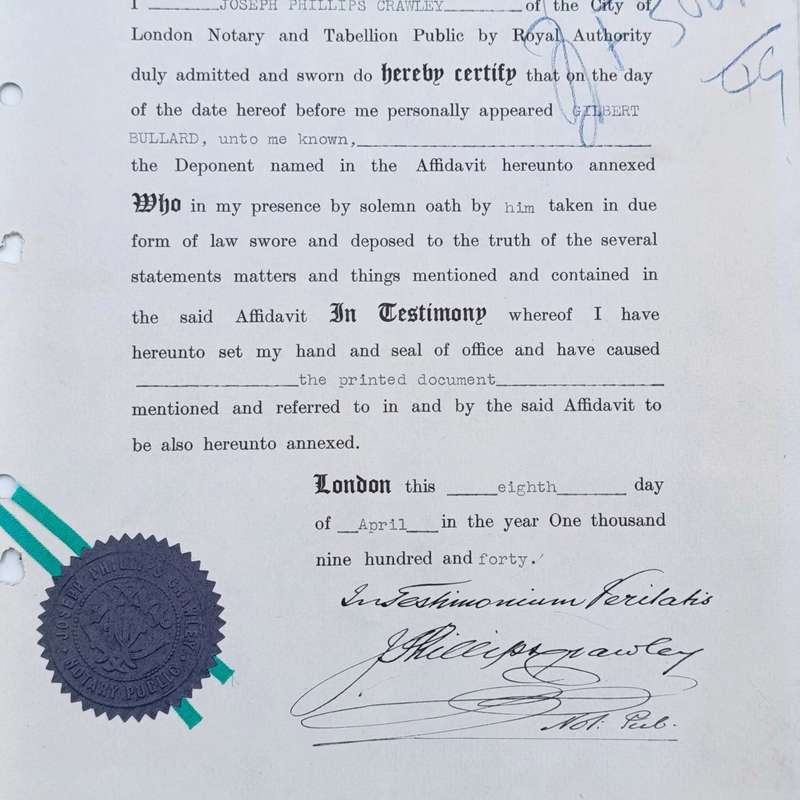 I JOSEPH PHILLIPS CRAWLEY of the City of
London Notary and Tabellion Public by Royal Authority
duly admitted and sworn do hereby certify that on the day
of the date hereof before me personally appeared GILBERT
BULLARD, unto me known,
the Deponent named in the Affidavit hereunto annexed
Who in my presence by solemn oath by him taken in due
form of law swore and deposed to the truth of the several
statements matters and things mentioned and contained in
the said Affidavit In Testimony whereof I have
hereunto set my hand and seal of office and have caused
the printed document
mentioned and referred to in and by the said Affidavit to
be also hereunto annexed.
London this eighth day
of April in the year One thousand
nine hundred and forty.
In Testimonium Veritatis
J Phillips Crawley
Not: Pub.
JOSEPH PHILLIPS CRAWLEY
NOTARY PUBLIC